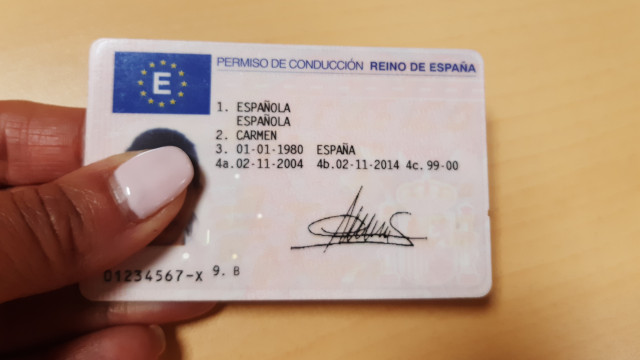 E
PERMISO DE CONDUCCIÓN REINO DE ESPAÑA
1. ESPAÑOLA
ESPAÑOLA
2. CARMEN
3. 01-01-1980 ESPAÑA
4a.02-11-2004 4b.02-11-2014 4c.99-00
01234567-X 9. B